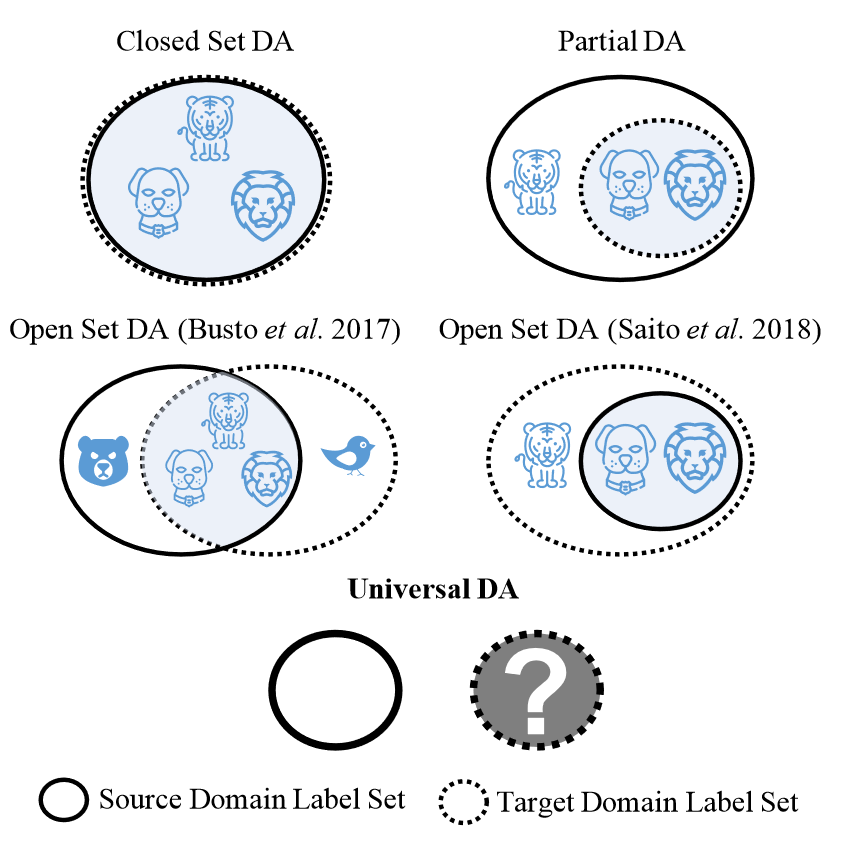 Closed Set DA
Partial DA
Open Set DA (Busto et al. 2017)
Open Set DA (Saito et al. 2018)
Universal DA
?
Source Domain Label Set
Target Domain Label Set